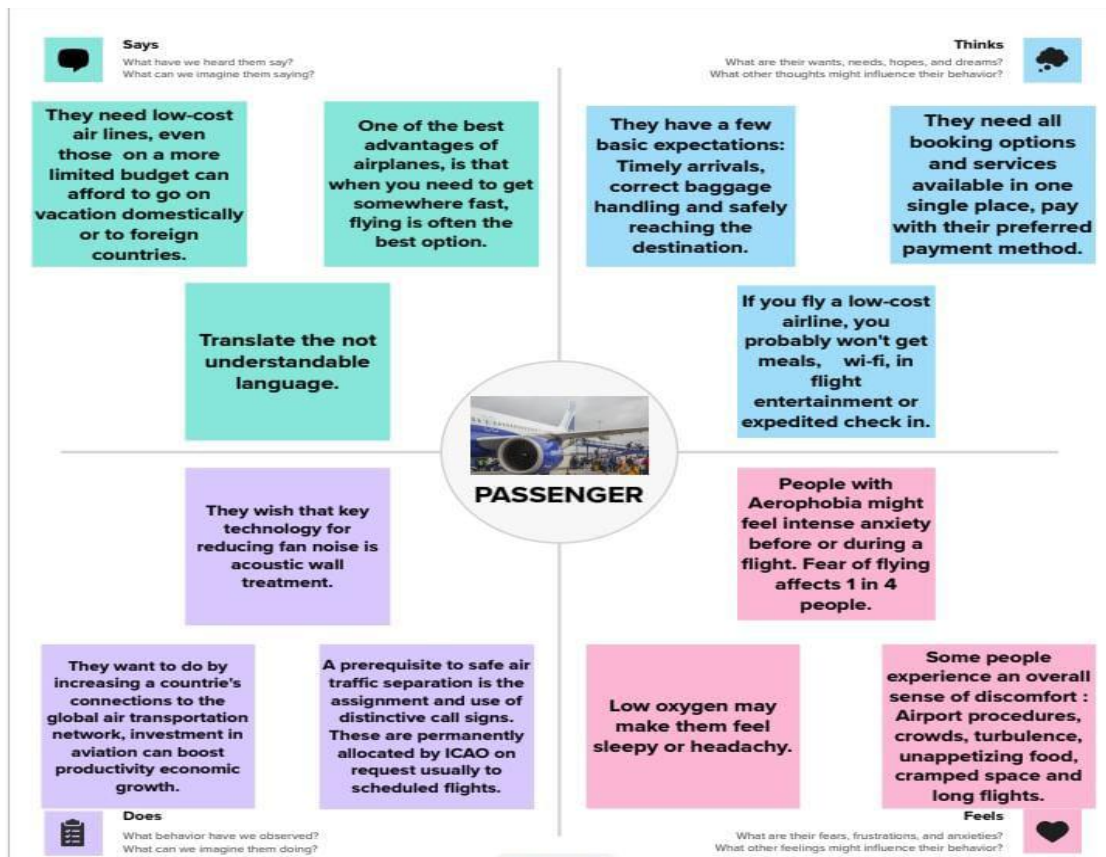 Says
What have we heard them say?
What can we imagine them saying?
They need low-cost
air lines, even
those on a more
limited budget can
afford to go on
vacation domestically
or to foreign
countries.
One of the best
advantages of
airplanes, is that
when you need to get
somewhere fast,
flying is often the
best option.
Translate the not
understandable
language.
Thinks
What are their wants, needs, hopes, and dreams?
What other thoughts might influence their behavior?
They have a few
basic expectations:
Timely arrivals,
correct baggage
handling and safely
reaching the
destination.
They need all
booking options
and services
available in one
single place, pay
with their preferred
payment method.
If you fly a low-cost
airline, you
probably won't get
meals, wi-fi, in
flight
entertainment or
expedited check in.
PASSENGER
They wish that key
technology for
reducing fan noise is
acoustic wall
treatment.
They want to do by
increasing a countrie's
connections to the
global air transportation
network, investment in
aviation can boost
productivity economic
growth.
A prerequisite to safe air
traffic separation is the
assignment and use of
distinctive call signs.
These are permanently
allocated by ICAO on
request usually to
scheduled flights.
Does
What behavior have we observed?
What can we imagine them doing?
People with
Aerophobia might
feel intense anxiety
before or during a
flight. Fear of flying
affects 1 in 4
people.
Low oxygen may
make them feel
sleepy or headachy.
Some people
experience an overall
sense of discomfort :
Airport procedures,
crowds, turbulence,
unappetizing food,
cramped space and
long flights.
Feels
What are their fears, frustrations, and anxieties?
What other feelings might influence their behavior?